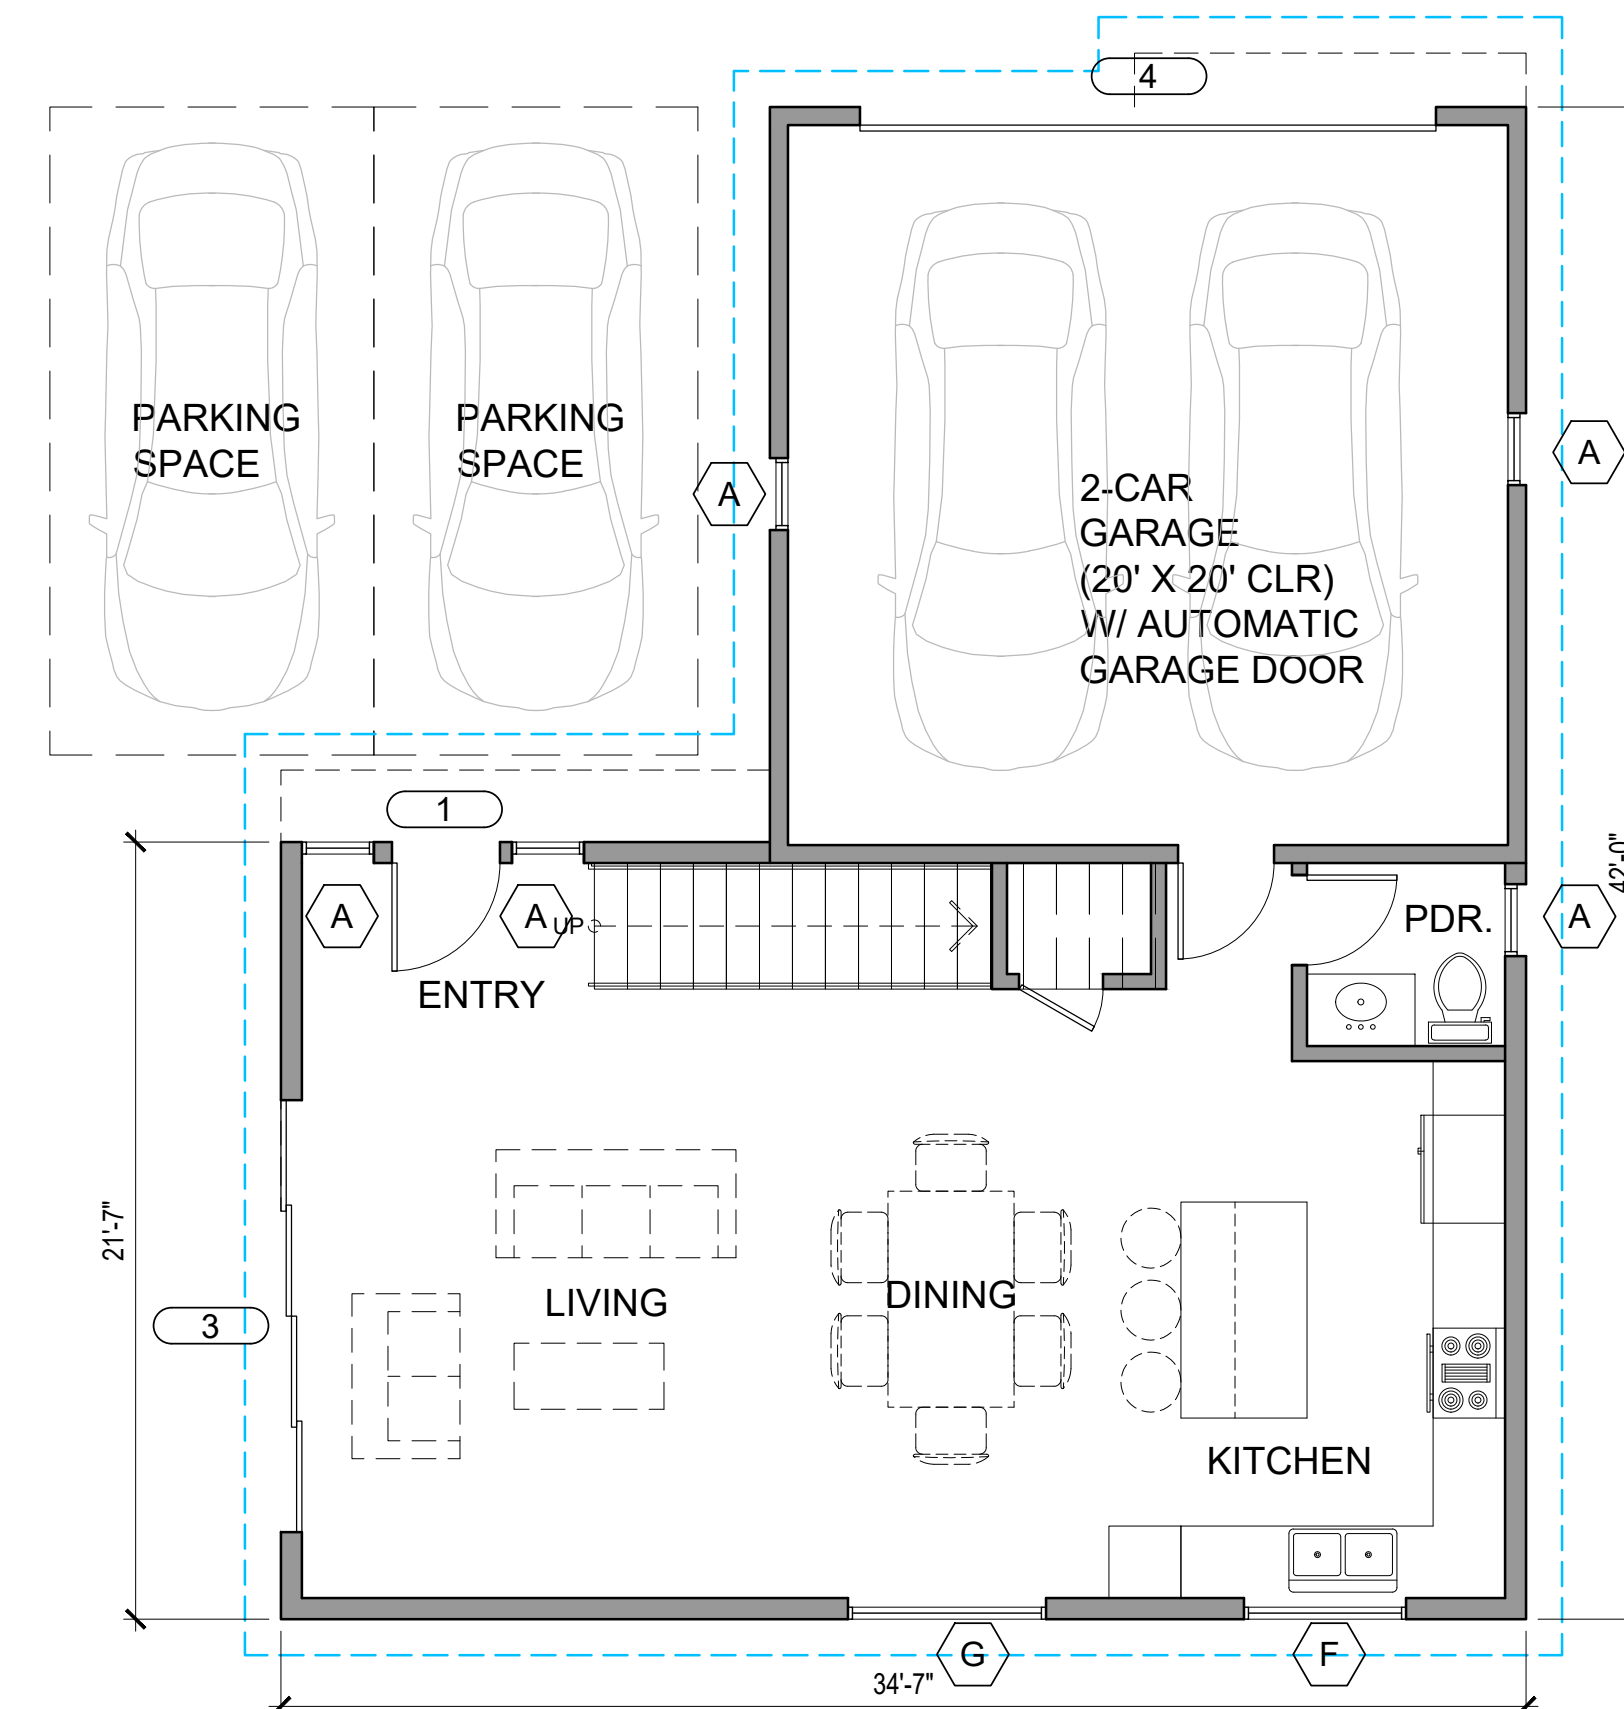 4
PARKING
SPACE
PARKING
SPACE
A
A
2-CAR
GARAGE
(20' X 20' CLR)
W/ AUTOMATIC
GARAGE DOOR
1
42'-0"
A
A
UP
PDR.
A
ENTRY
21'-7"
LIVING
DINING
3
KITCHEN
G
F
34'-7"